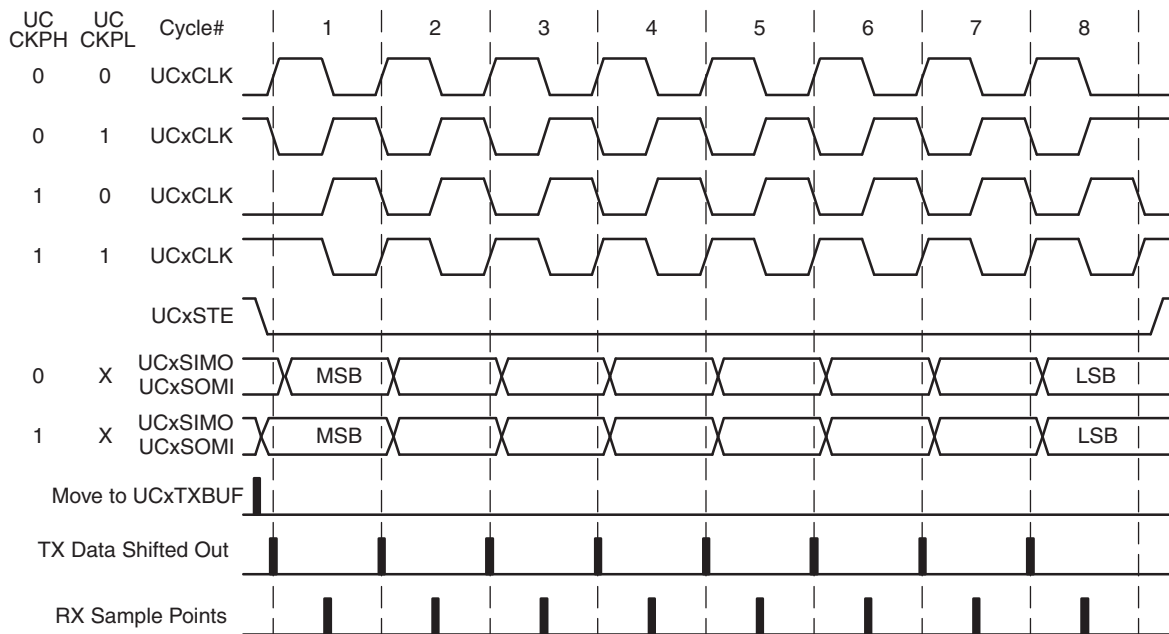 UC CKPH UC CKPL Cycle# 1 2 3 4 5 6 7 8
0 0 UCxCLK
0 1 UCxCLK
1 0 UCxCLK
1 1 UCxCLK
UCxSTE
0 X UCxSIMO UCxSOMI MSB LSB
1 X UCxSIMO UCxSOMI MSB LSB
Move to UCxTXBUF
TX Data Shifted Out
RX Sample Points